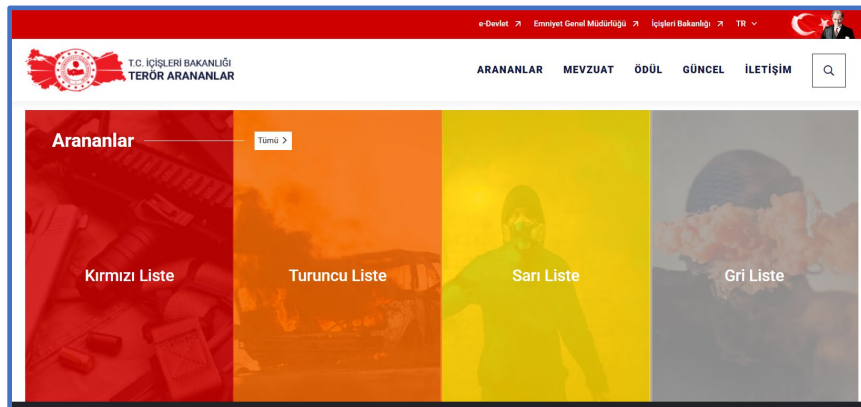 e-Devlet Emniyet Genel Müdürlüğü İçişleri Bakanlığı TR
T.C. İÇİŞLERİ BAKANLIĞI
TERÖR ARANANLAR
ARANANLAR MEVZUAT ÖDÜL GÜNCEL İLETİŞİM
Arananlar
Tümü
Kırmızı Liste
Turuncu Liste
Sarı Liste
Gri Liste